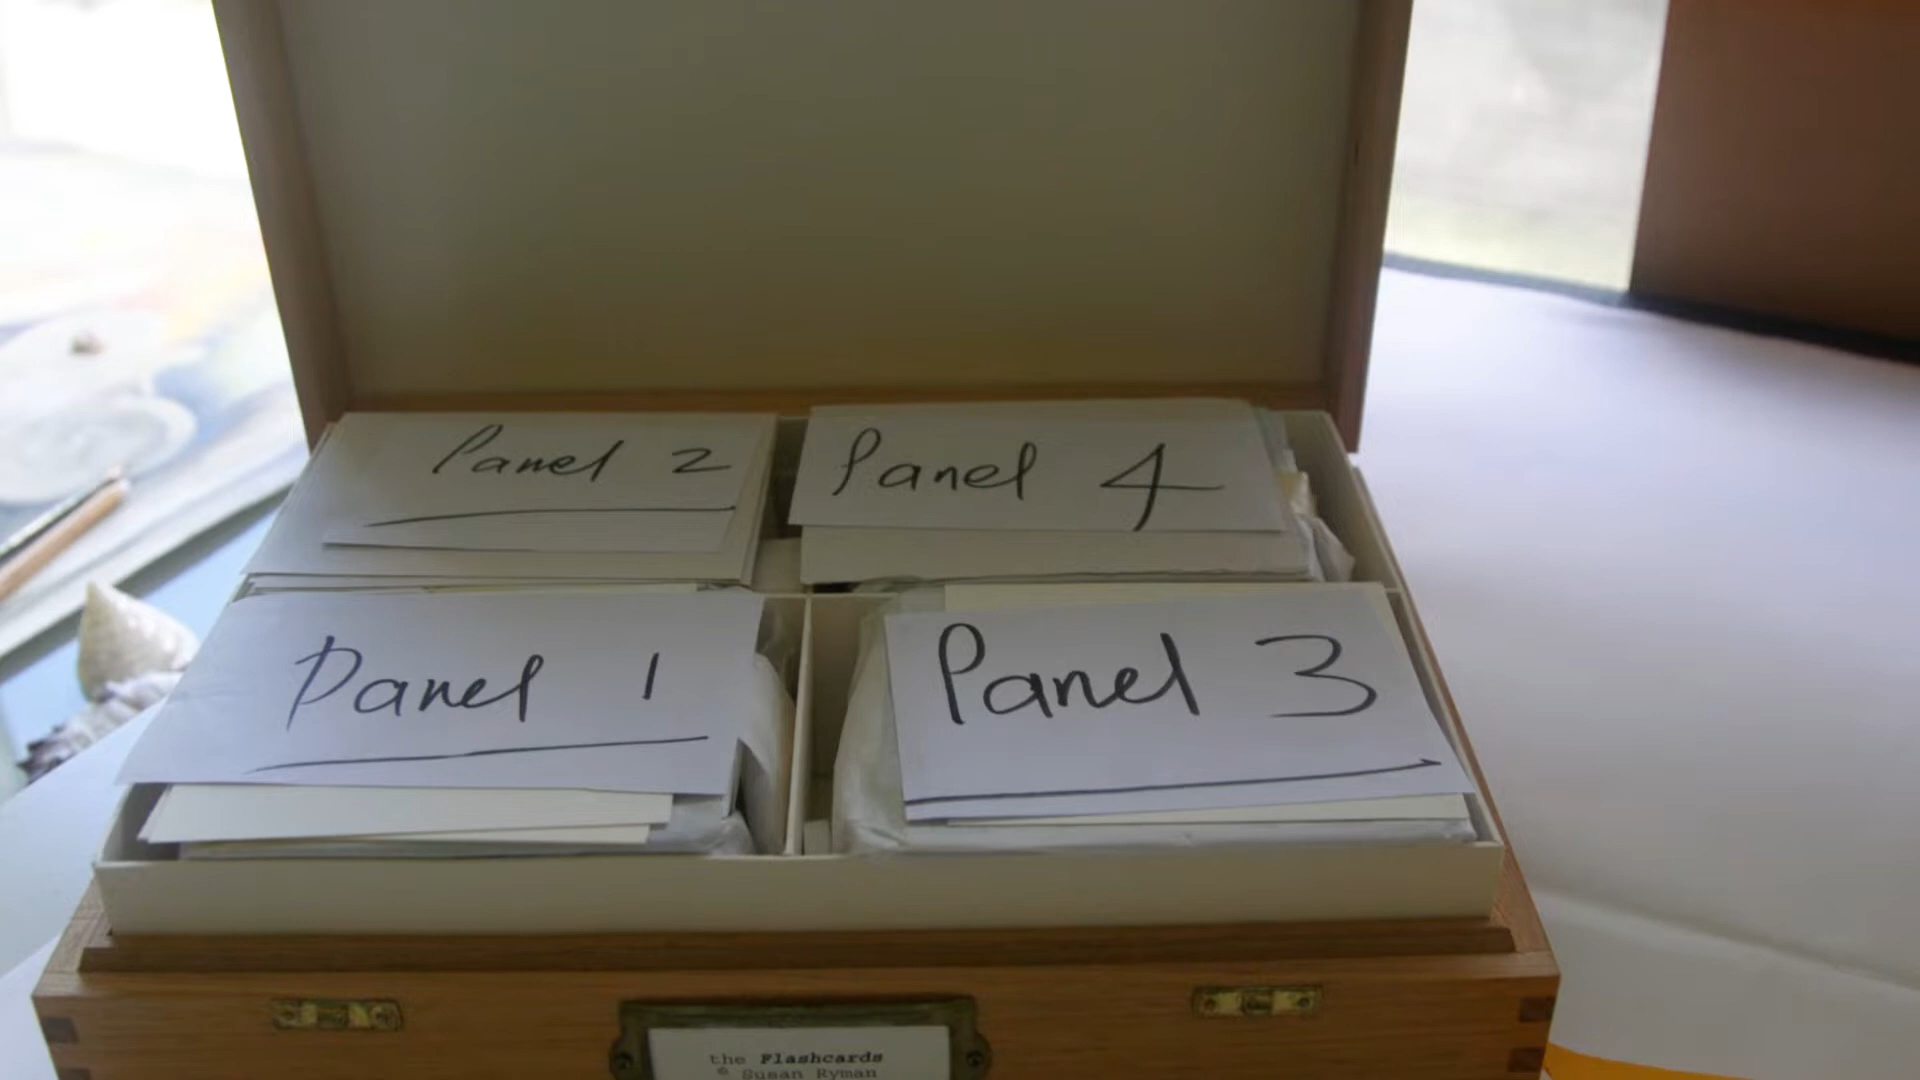 Panel 2
Panel 4
Panel 1
Panel 3
the Flashcards
© Susan Ryman